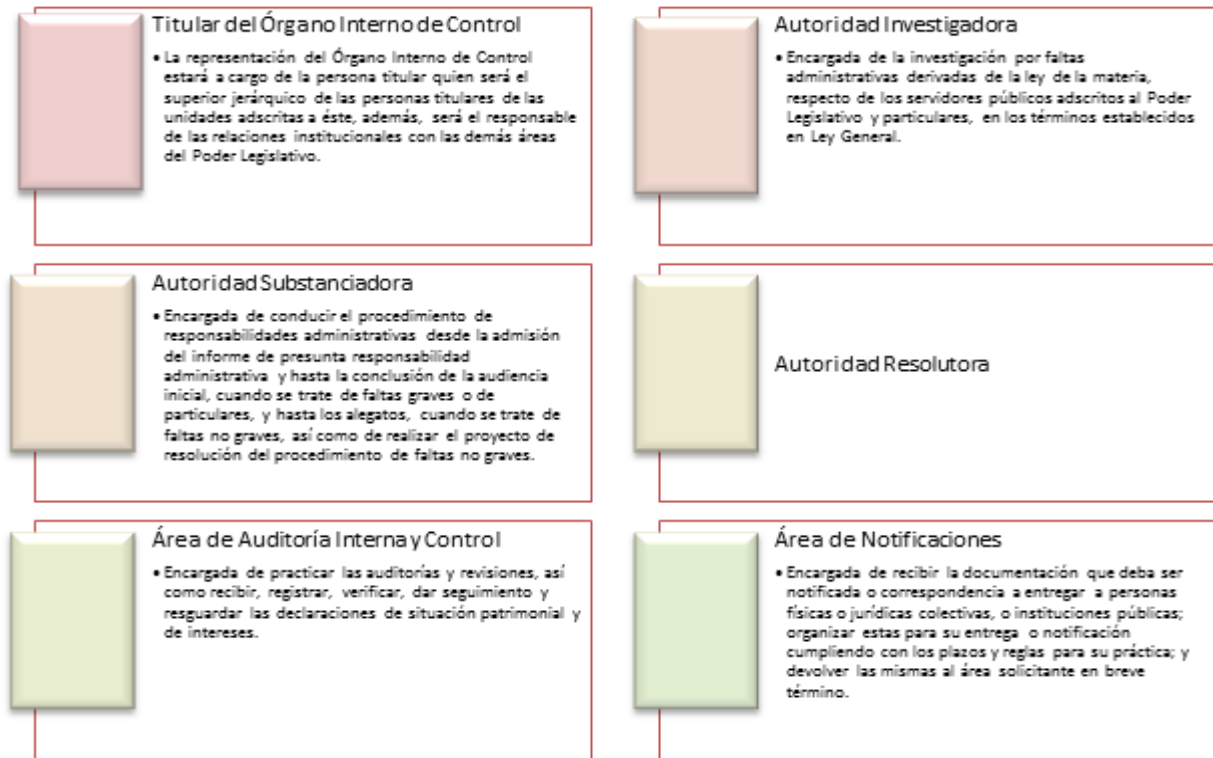 Titular del Órgano Interno de Control
• La representación del Órgano Interno de Control
estará a cargo de la persona titular quien será el
superior jerárquico de las personas titulares de las
unidades adscritas a éste, además, será el responsable
de las relaciones institucionales con las demás áreas
del Poder Legislativo.
Autoridad Investigadora
• Encargada de la investigación por faltas
administrativas derivadas de la ley de la materia,
respecto de los servidores públicos adscritos al Poder
Legislativo y particulares, en los términos establecidos
en Ley General.
Autoridad Substanciadora
• Encargada de conducir el procedimiento de
responsabilidades administrativas desde la admisión
del informe de presunta responsabilidad
administrativa y hasta la conclusión de la audiencia
inicial, cuando se trate de faltas graves o de
particulares, y hasta los alegatos, cuando se trate de
faltas no graves, así como de realizar el proyecto de
resolución del procedimiento de faltas no graves.
Autoridad Resolutora
Área de Auditoría Interna y Control
• Encargada de practicar las auditorías y revisiones, así
como recibir, registrar, verificar, dar seguimiento y
resguardar las declaraciones de situación patrimonial y
de intereses.
Área de Notificaciones
• Encargada de recibir la documentación que deba ser
notificada o correspondencia a entregar a personas
físicas o jurídicas colectivas, o instituciones públicas;
organizar estas para su entrega o notificación
cumpliendo con los plazos y reglas para su práctica; y
devolver las mismas al área solicitante en breve
término.